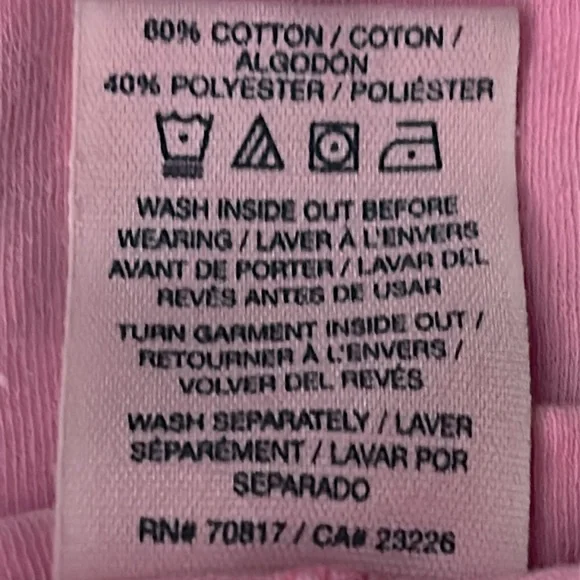 60% COTTON / COTON /
ALGODÓN
40% POLYESTER / POLIÉSTER
WASH INSIDE OUT BEFORE
WEARING / LAVER À L'ENVERS
AVANT DE PORTER / LAVAR DEL
REVÉS ANTES DE USAR
TURN GARMENT INSIDE OUT /
RETOURNER À L'ENVERS /
VOLVER DEL REVÉS
WASH SEPARATELY / LAVER
SÉPARÉMENT / LAVAR POR
SEPARADO
RN# 70817 / CA# 23226